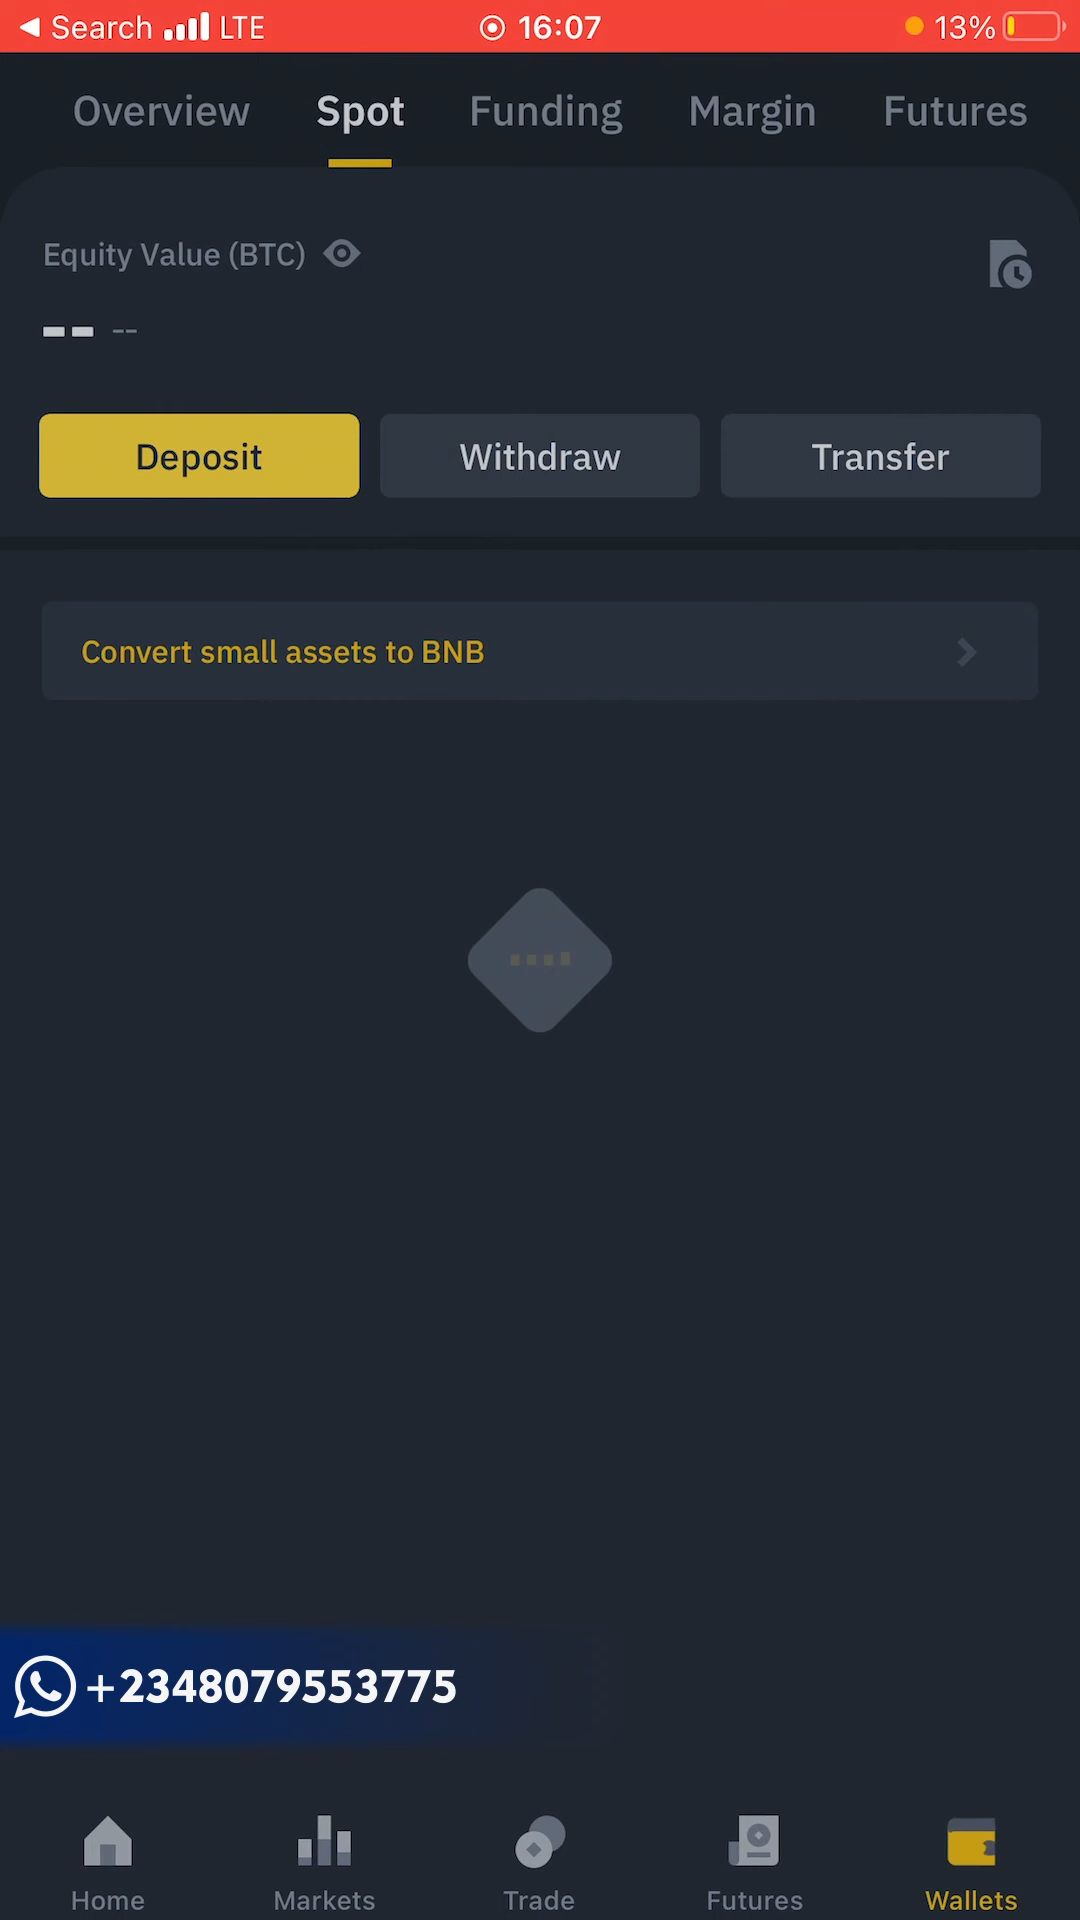 Search LTE 16:07 13%
Overview Spot Funding Margin Futures
Equity Value (BTC)
-- --
Deposit Withdraw Transfer
Convert small assets to BNB
+2348079553775
Home Markets Trade Futures Wallets